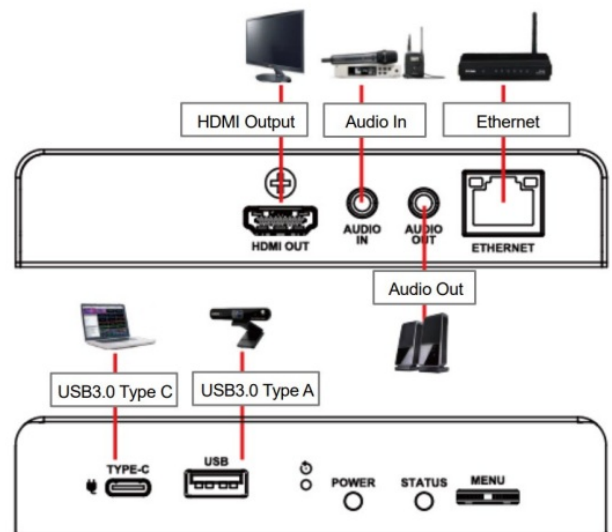 HDMI Output
Audio In
Ethernet
HDMI OUT
AUDIO
IN
AUDIO
OUT
ETHERNET
Audio Out
USB3.0 Type C
USB3.0 Type A
TYPE-C
USB
POWER
STATUS
MENU